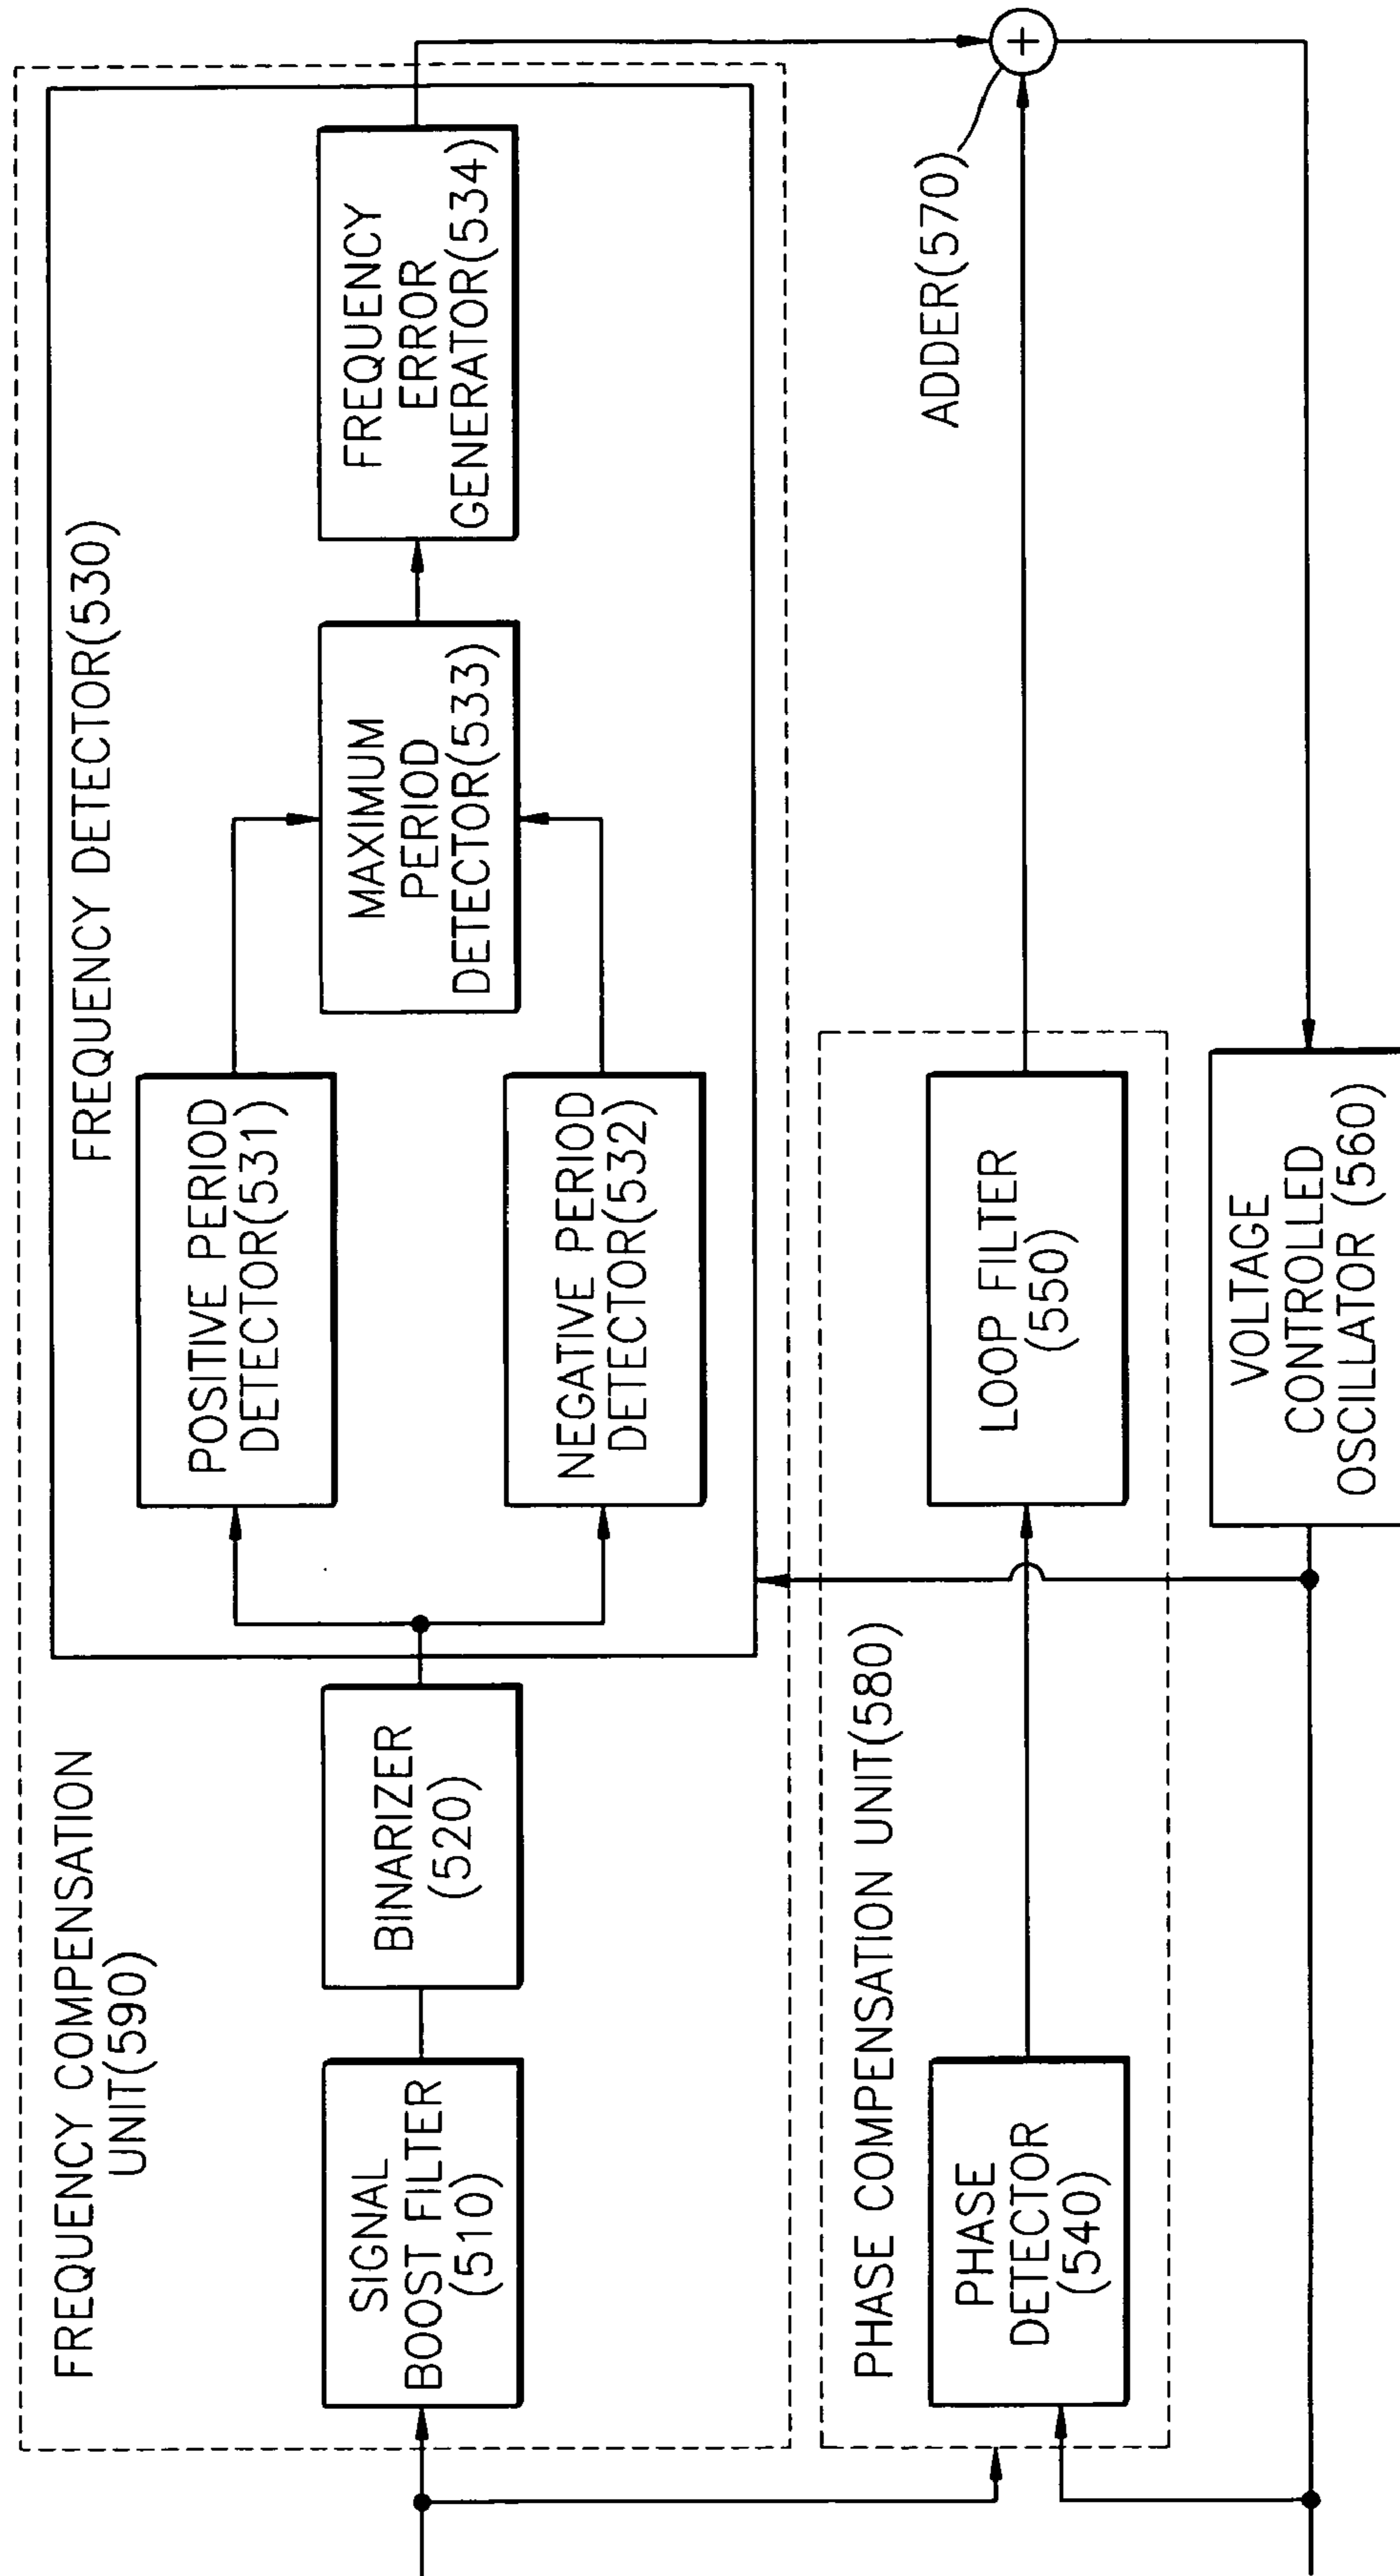 FREQUENCY COMPENSATION
UNIT(590)
FREQUENCY DETECTOR(530)
SIGNAL
BOOST FILTER
(510)
BINARIZER
(520)
POSITIVE PERIOD
DETECTOR(531)
NEGATIVE PERIOD
DETECTOR(532)
MAXIMUM
PERIOD
DETECTOR(533)
FREQUENCY
ERROR
GENERATOR(534)
PHASE COMPENSATION UNIT(580)
PHASE
DETECTOR
(540)
LOOP FILTER
(550)
ADDER(570)
+
VOLTAGE
CONTROLLED
OSCILLATOR (560)